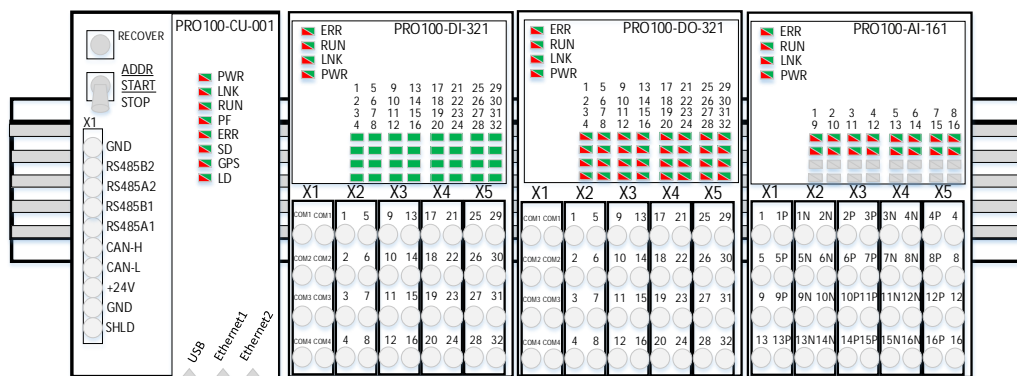 RECOVER
ADDR
START
STOP
X1
GND
RS485B2
RS485A2
RS485B1
RS485A1
CAN-H
CAN-L
+24V
GND
SHLD
PRO100-CU-001
PWR
LNK
RUN
PF
ERR
SD
GPS
LD
USB
Ethernet1
Ethernet2
PRO100-DI-321
ERR
RUN
LNK
PWR
1 5 9 13 17 21 25 29
2 6 10 14 18 22 26 30
3 7 11 15 19 23 27 31
4 8 12 16 20 24 28 32
X1 X2 X3 X4 X5
COM1 COM1 1 5 9 13 17 21 25 29
COM2 COM2 2 6 10 14 18 22 26 30
COM3 COM3 3 7 11 15 19 23 27 31
COM4 COM4 4 8 12 16 20 24 28 32
PRO100-DO-321
ERR
RUN
LNK
PWR
1 5 9 13 17 21 25 29
2 6 10 14 18 22 26 30
3 7 11 15 19 23 27 31
4 8 12 16 20 24 28 32
X1 X2 X3 X4 X5
COM1 COM1 1 5 9 13 17 21 25 29
COM2 COM2 2 6 10 14 18 22 26 30
COM3 COM3 3 7 11 15 19 23 27 31
COM4 COM4 4 8 12 16 20 24 28 32
PRO100-AI-161
ERR
RUN
LNK
PWR
1 2 3 4 5 6 7 8
10 11 12 13 14 15 16
X1 X2 X3 X4 X5
1 1P 1N 2N 2P 3P 3N 4N 4P 4
5 5P 5N 6N 6P 7P 7N 8N 8P 8
9 9P 9N 10N 10P 11P 11N 12N 12P 12
13 13P 13N 14N 14P 15P 15N 16N 16P 16